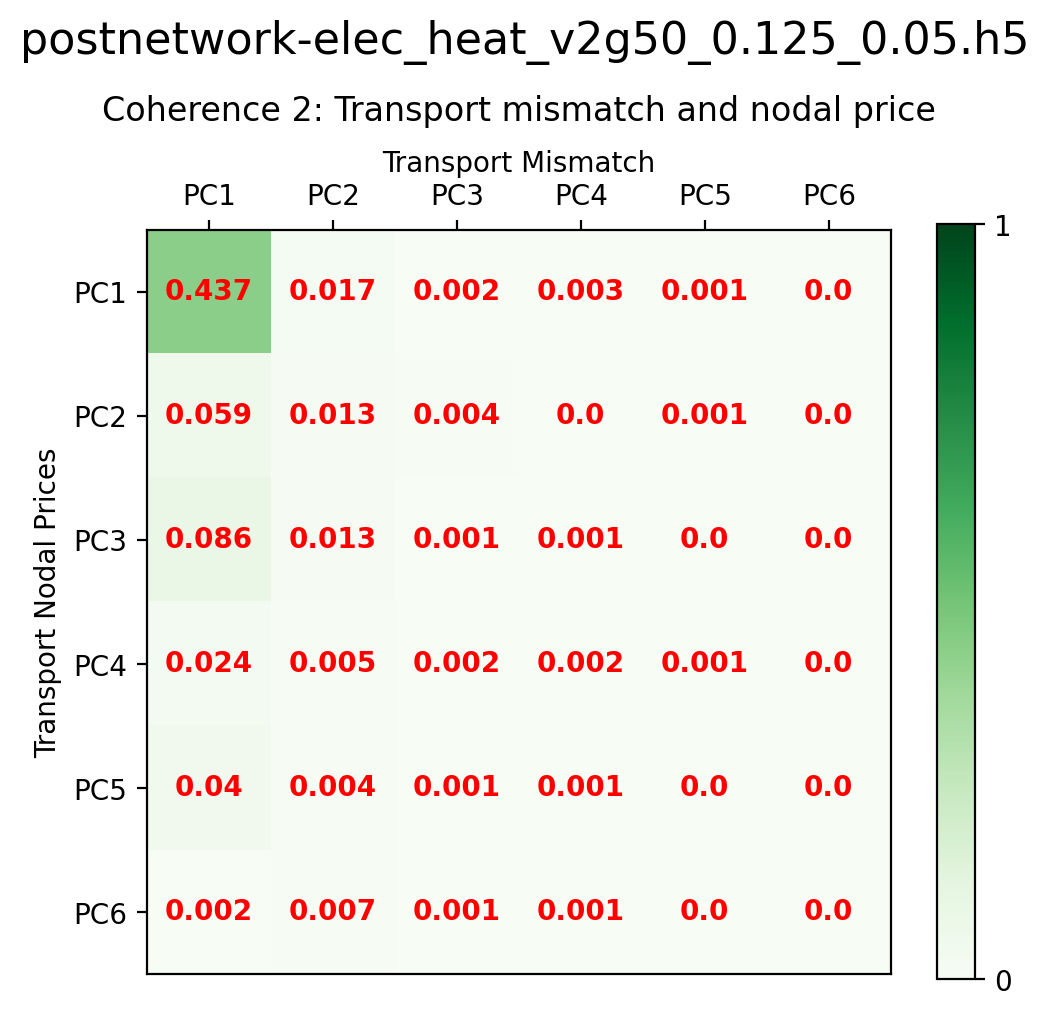 postnetwork-elec_heat_v2g50_0.125_0.05.h5
Coherence 2: Transport mismatch and nodal price
Transport Mismatch
PC1 PC2 PC3 PC4 PC5 PC6
1
PC1 0.437 0.017 0.002 0.003 0.001 0.0
PC2 0.059 0.013 0.004 0.0 0.001 0.0
PC3 0.086 0.013 0.001 0.001 0.0 0.0
Transport Nodal Prices
PC4 0.024 0.005 0.002 0.002 0.001 0.0
PC5 0.04 0.004 0.001 0.001 0.0 0.0
PC6 0.002 0.007 0.001 0.001 0.0 0.0
0